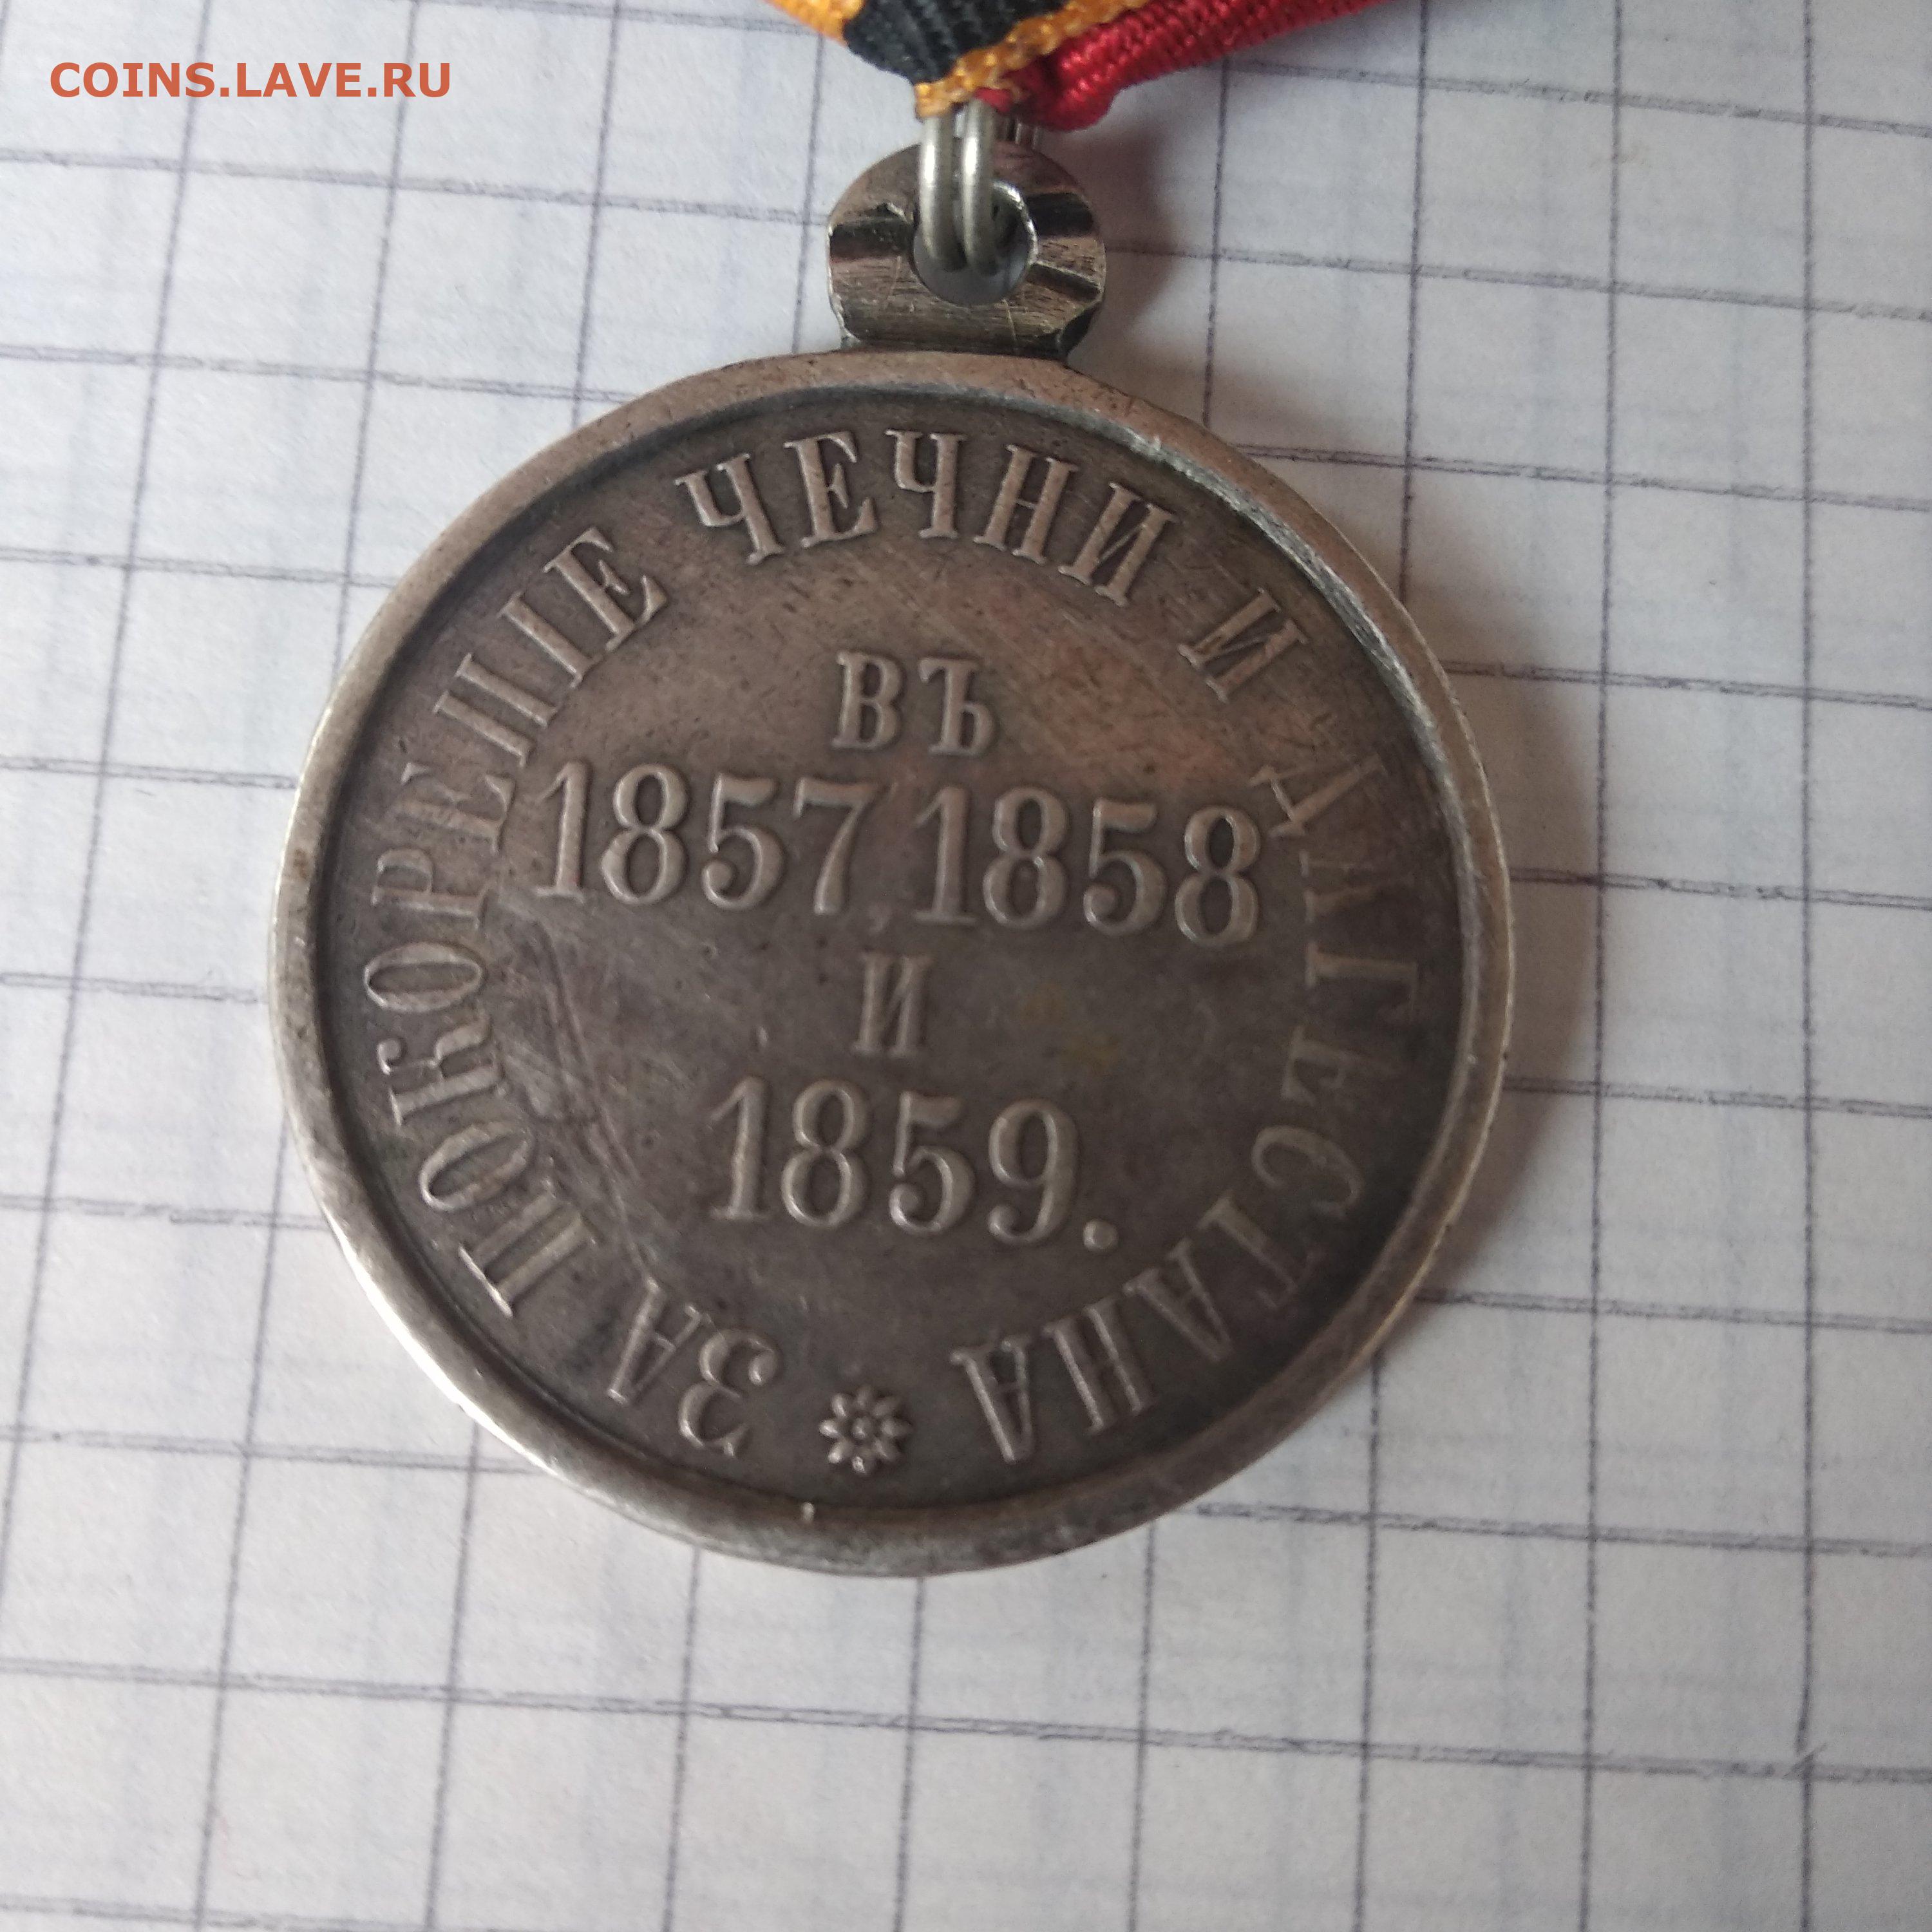 COINS.LAVE.RU
ЗА ПОКОРЕНІЕ ЧЕЧНИ И ДАГЕСТАНА
ВЪ
1857, 1858
И
1859.